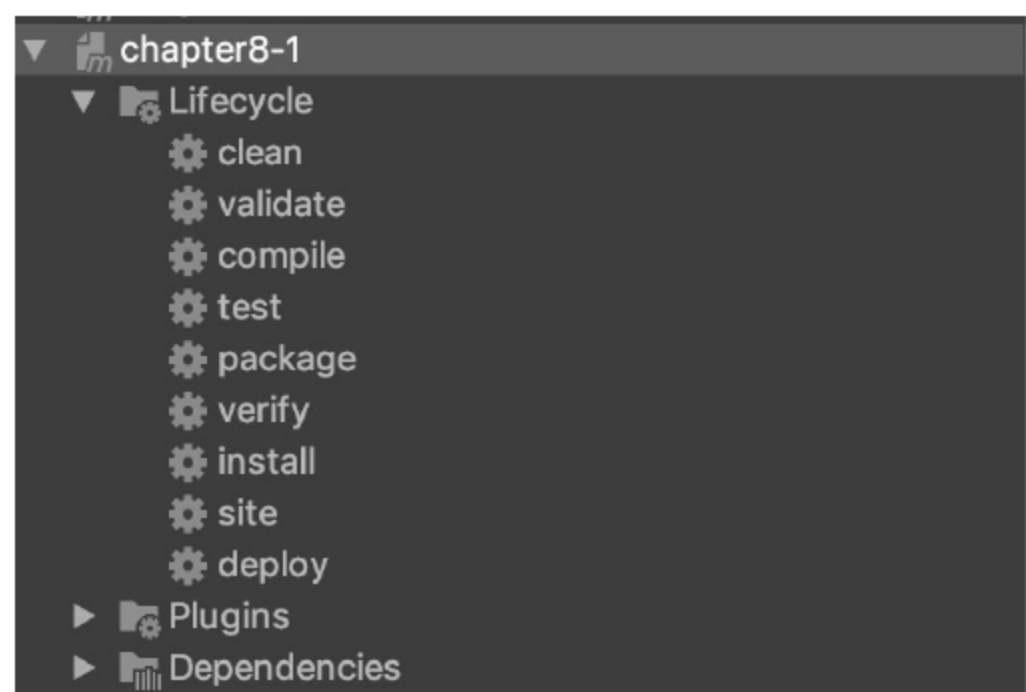 chapter8-1
Lifecycle
clean
validate
compile
test
package
verify
install
site
deploy
Plugins
Dependencies